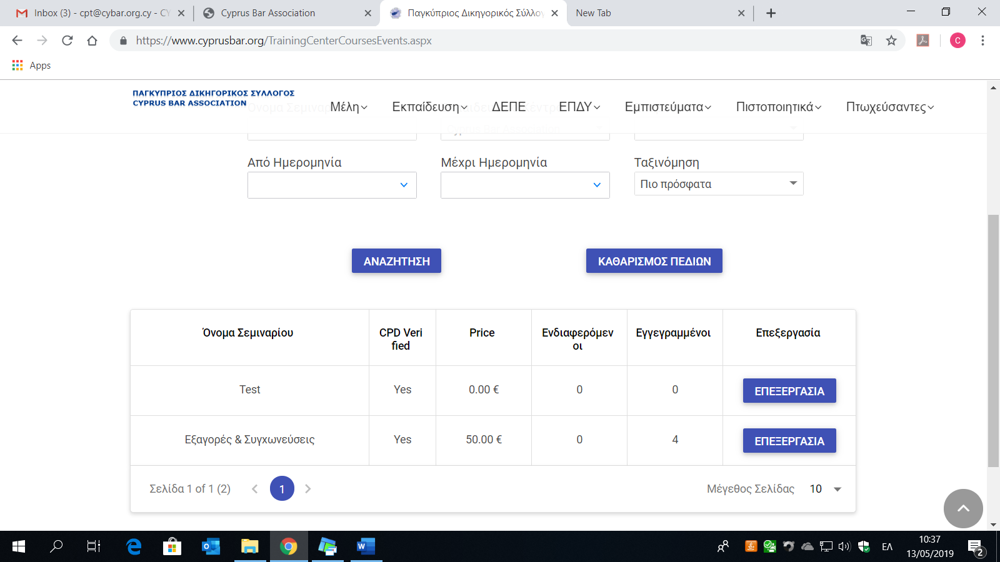 Inbox (3) - cpt@cybar.org.cy - CY
Cyprus Bar Association
Παγκύπριος Δικηγορικός Σύλλογ
New Tab
https://www.cyprusbar.org/TrainingCenterCoursesEvents.aspx
C
Apps
ΠΑΓΚΥΠΡΙΟΣ ΔΙΚΗΓΟΡΙΚΟΣ ΣΥΛΛΟΓΟΣ
CYPRUS BAR ASSOCIATION
Μέλη
Εκπαίδευση
ΔΕΠΕ
ΕΠΔΥ
Εμπιστεύματα
Πιστοποιητικά
Πτωχεύσαντες
Από Ημερομηνία
Μέχρι Ημερομηνία
Ταξινόμηση
Πιο πρόσφατα
ΑΝΑΖΗΤΗΣΗ
ΚΑΘΑΡΙΣΜΟΣ ΠΕΔΙΩΝ
Όνομα Σεμιναρίου
CPD Veri
fied
Price
Ενδιαφερόμεν
οι
Εγγεγραμμένοι
Επεξεργασία
Test Yes 0.00 € 0 0 ΕΠΕΞΕΡΓΑΣΙΑ
Εξαγορές & Συγχωνεύσεις Yes 50.00 € 0 4 ΕΠΕΞΕΡΓΑΣΙΑ
Σελίδα 1 of 1 (2) 1
Μέγεθος Σελίδας 10
ΕΛ
10:37
13/05/2019
2